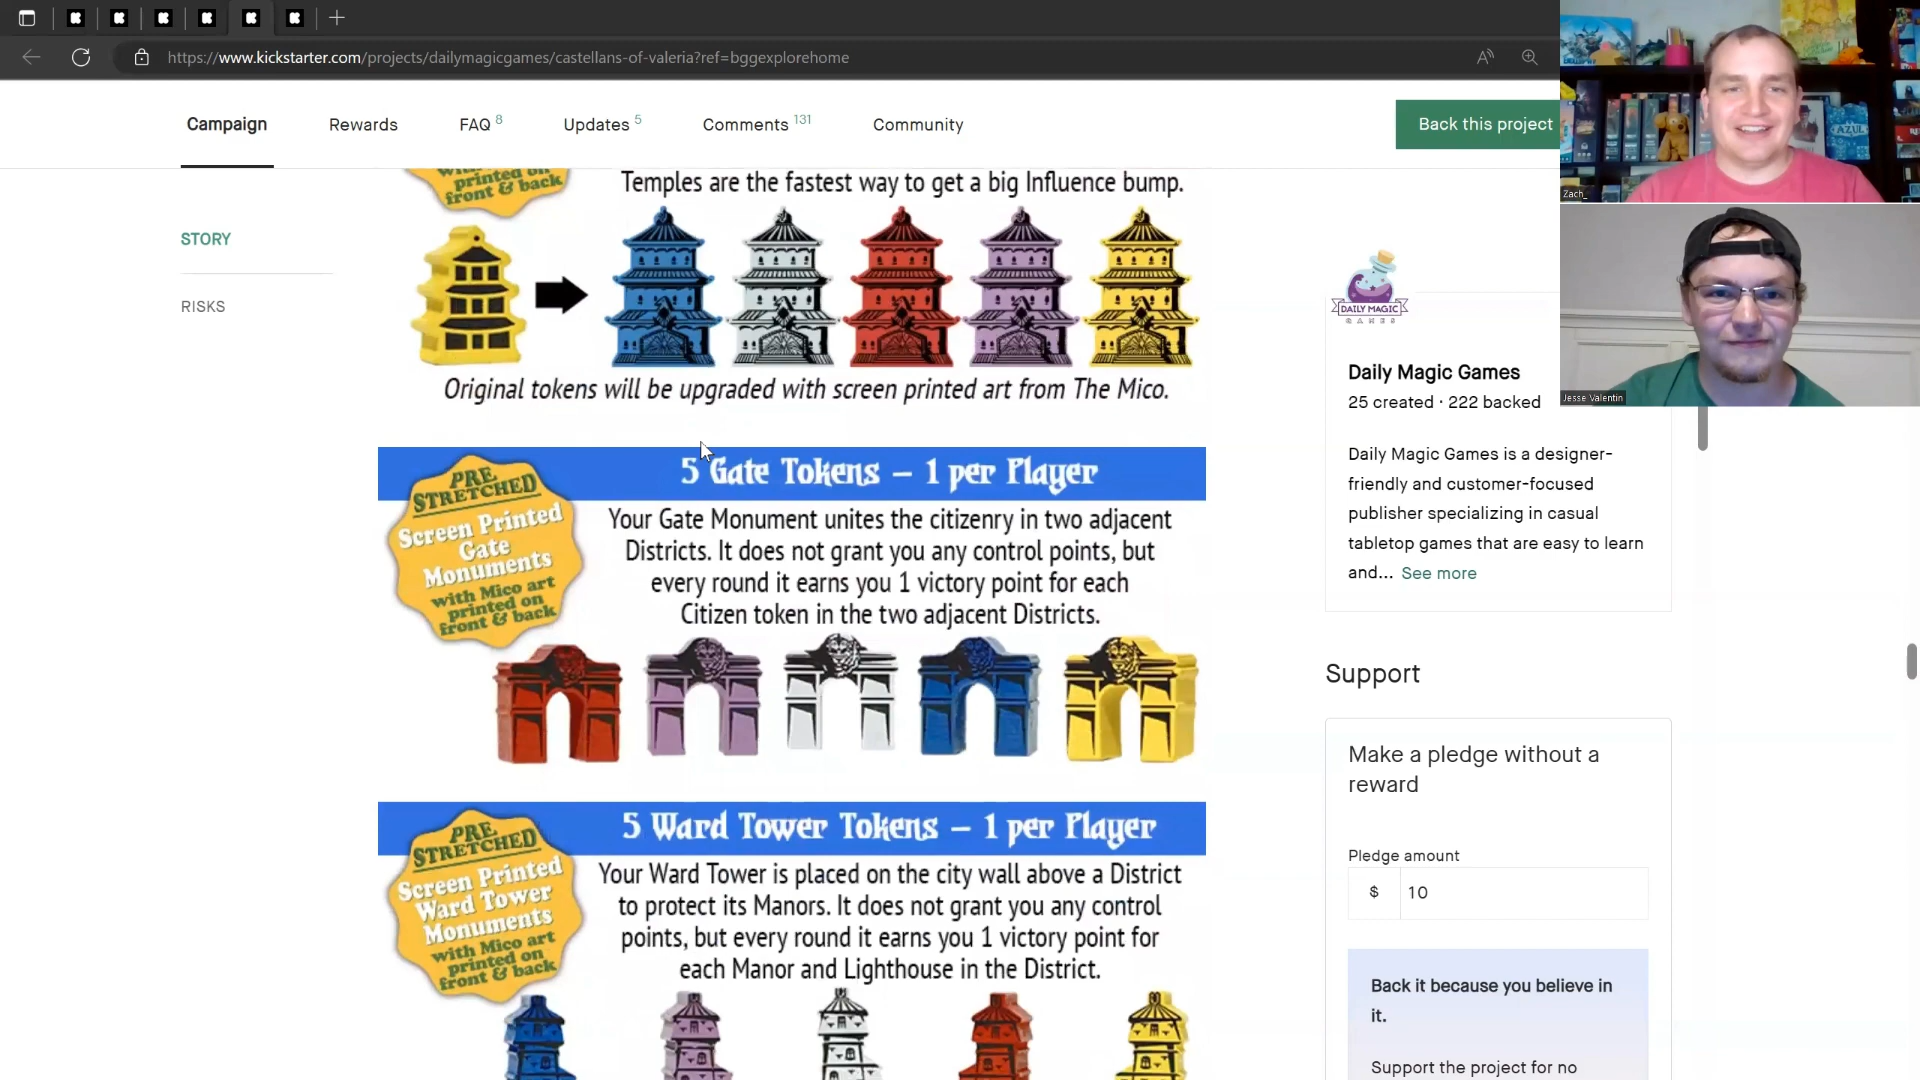 https://www.kickstarter.com/projects/dailymagicgames/castellans-of-valeria?ref=bggexplorehome
Campaign
Rewards
FAQ 8
Updates 5
Comments 131
Community
Back this project
STORY
RISKS
printed on
front & back
Temples are the fastest way to get a big Influence bump.
Original tokens will be upgraded with screen printed art from The Mico.
5 Gate Tokens – 1 per Player
PRE
STRETCHED
Screen Printed
Gate
Monuments
with Mico art
printed on
front & back
Your Gate Monument unites the citizenry in two adjacent
Districts. It does not grant you any control points, but
every round it earns you 1 victory point for each
Citizen token in the two adjacent Districts.
5 Ward Tower Tokens – 1 per Player
PRE
STRETCHED
Screen Printed
Ward Tower
Monuments
with Mico art
printed on
front & back
Your Ward Tower is placed on the city wall above a District
to protect its Manors. It does not grant you any control
points, but every round it earns you 1 victory point for
each Manor and Lighthouse in the District.
DAILY MAGIC
GAMES
Daily Magic Games
25 created · 222 backed
Daily Magic Games is a designer-
friendly and customer-focused
publisher specializing in casual
tabletop games that are easy to learn
and... See more
Support
Make a pledge without a
reward
Pledge amount
$ 10
Back it because you believe in
it.
Support the project for no
AZUL
Zach_
Jesse Valentin